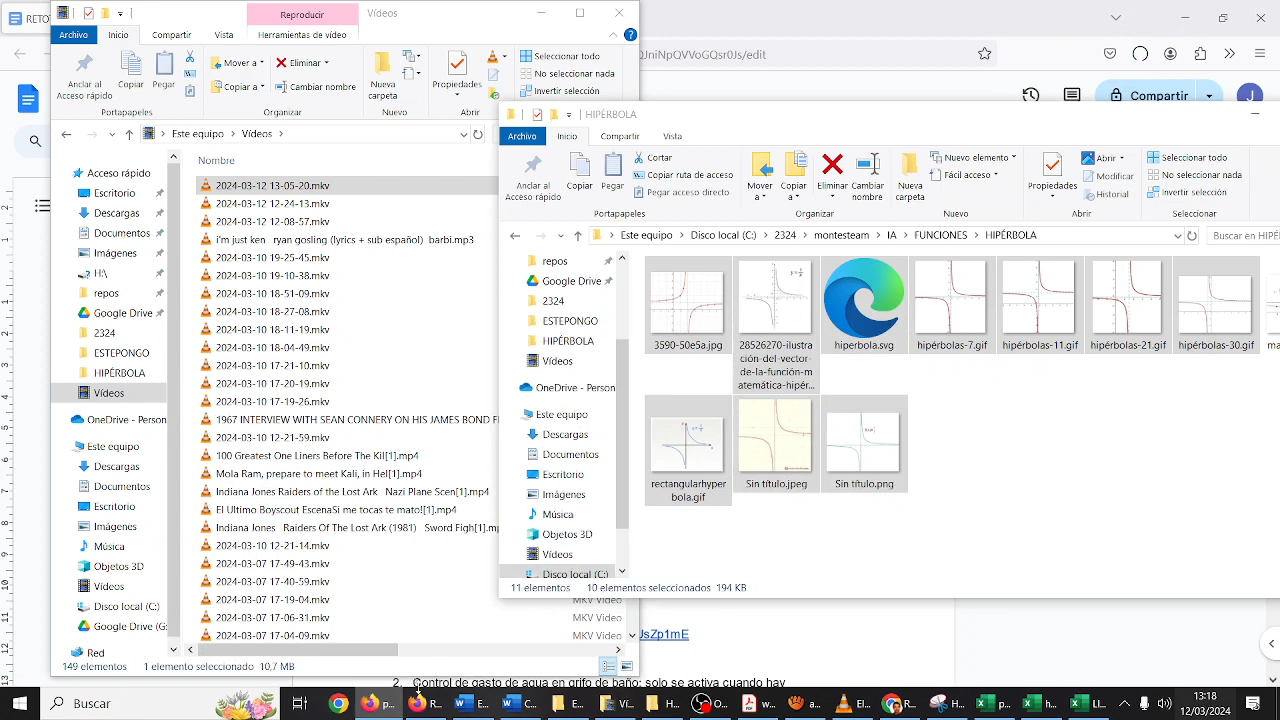 RETO
Reproducir
Vídeos
Archivo
Inicio
Compartir
Vista
Herramientas de vídeo
Anclar al
Acceso rápido
Copiar
Pegar
Portapapeles
Mover a
Copiar a
Eliminar
Cambiar nombre
Organizar
Nueva
carpeta
Nuevo
Propiedades
Abrir
Seleccionar todo
No seleccionar nada
Invertir selección
Este equipo
Vídeos
JniNpQVVoGQsr0Js/edit
Compartir
J
Nombre
Acceso rápido
Escritorio
Descargas
Documentos
Imágenes
H:\
repos
Google Drive
2324
ESTEPONGO
HIPÉRBOLA
Vídeos
OneDrive - Person
Este equipo
Descargas
Documentos
Escritorio
Imágenes
Música
Objetos 3D
Vídeos
Disco local (C:)
Google Drive (G:
Red
2024-03-12 13-05-20.mkv
2024-03-12 12-24-13.mkv
2024-03-12 12-08-57.mkv
i'm just ken ryan gosling (lyrics + sub español) barbi.mp3
2024-03-10 19-25-45.mkv
2024-03-10 19-10-38.mkv
2024-03-10 18-51-09.mkv
2024-03-10 18-27-08.mkv
2024-03-10 18-11-19.mkv
2024-03-10 18-04-49.mkv
2024-03-10 17-21-10.mkv
2024-03-10 17-20-19.mkv
2024-03-10 17-19-26.mkv
1967 INTERVIEW WITH SEAN CONNERY ON HIS JAMES BOND F
2024-03-10 12-21-59.mkv
100 Greatest One Liners Before The Kil[1].mp4
Mola Ram, prepare to meet Kali, in Hel[1].mp4
Indiana Jones Raiders of the Lost Ark Nazi Plane Scen[1].mp4
El Ultimo Boyscout EscenaSi me tocas te mato![1].mp4
Indiana Jones Raiders Of The Lost Ark (1981) Sword Figh[1].mp
2024-03-10 12-21-14.mkv
2024-03-07 17-49-43.mkv
2024-03-07 17-40-59.mkv
2024-03-07 17-19-04.mkv
2024-03-07 17-06-31.mkv
2024-03-07 17-04-09.mkv
MKV Video
MKV Video
MKV Video
149 elementos
1 elemento seleccionado 10,7 MB
HIPÉRBOLA
Archivo
Inicio
Compartir
Vista
Anclar al
Acceso rápido
Copiar
Pegar
Cortar
Copiar ruta de acceso
Pegar acceso directo
Portapapeles
Mover
a
Copiar
a
Eliminar
Cambiar
nombre
Organizar
Nueva
carpeta
Nuevo elemento
Fácil acceso
Nuevo
Propiedades
Abrir
Modificar
Historial
Abrir
Seleccionar todo
No seleccionar nada
Invertir selección
Seleccionar
Este equipo
Disco local (C:)
2324
montesteam
IA
FUNCIONES
HIPÉRBOLA
Buscar en HIPÉ
repos
Google Drive
2324
ESTEPONGO
HIPÉRBOLA
Vídeos
OneDrive - Person
Este equipo
Descargas
Documentos
Escritorio
Imágenes
Música
Objetos 3D
Vídeos
Disco local (C:)
3590-50e5a.jpg
28526270-ilustra
ción-del-vector-
de-la-función-m
atemática-hipér...
hiperbola.svg
hipérbolas-7.gif
hipérbolas-11.gif
hipérbolas-21.gif
hipérbolas-30.gif
ma
rectangularhyper
bola.gif
Sin título.jpeg
Sin título.png
11 elementos
10 elementos seleccionados 194 KB
JsZp1mE
2. Control de gasto de agua en grifo de baño: solo se activa cuando hay
Buscar
p...
R...
E...
C...
E...
Ví...
H...
w...
B...
E...
R...
H...
p...
h...
L...
13:18
12/03/2024